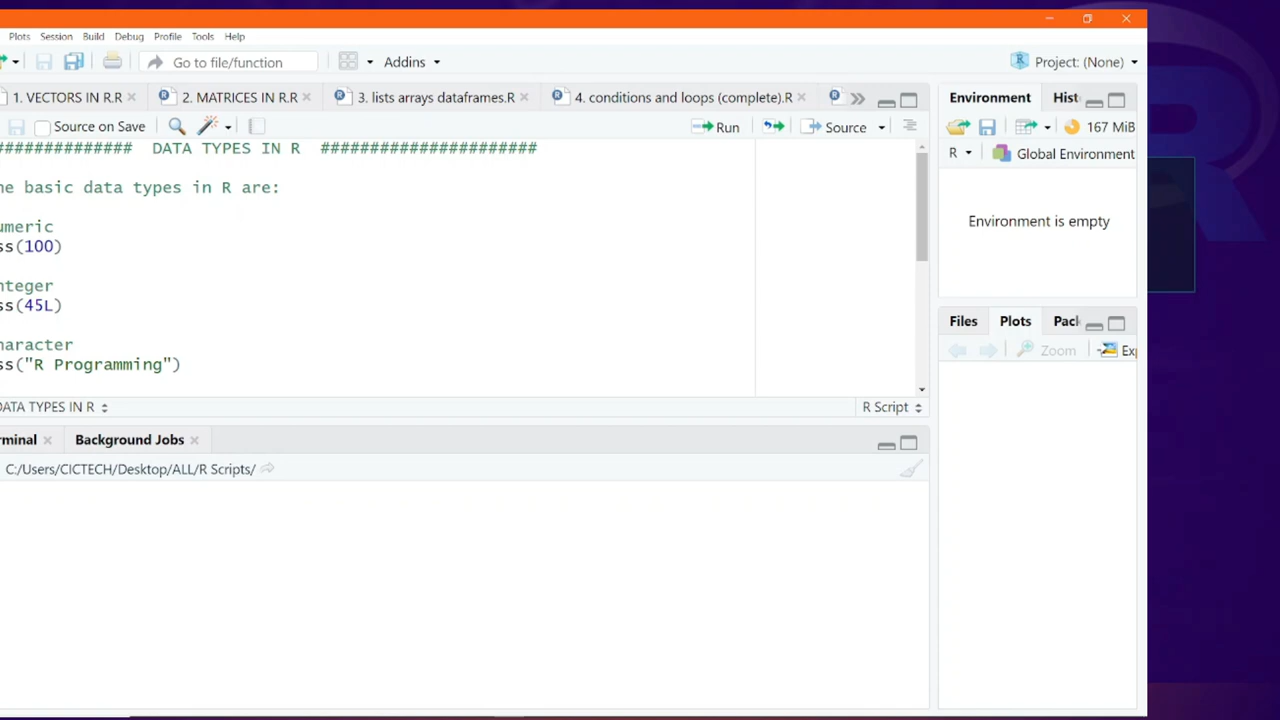 Plots Session Build Debug Profile Tools Help
Go to file/function Addins Project: (None)
1. VECTORS IN R.R 2. MATRICES IN R.R 3. lists arrays dataframes.R 4. conditions and loops (complete).R
Source on Save Run Source
############## DATA TYPES IN R ######################
he basic data types in R are:
umeric
ss(100)
nteger
ss(45L)
haracter
ss("R Programming")
DATA TYPES IN R R Script
rminal Background Jobs
C:/Users/CICTECH/Desktop/ALL/R Scripts/
Environment Hist
167 MiB
R Global Environment
Environment is empty
Files Plots Pack
Zoom Exp